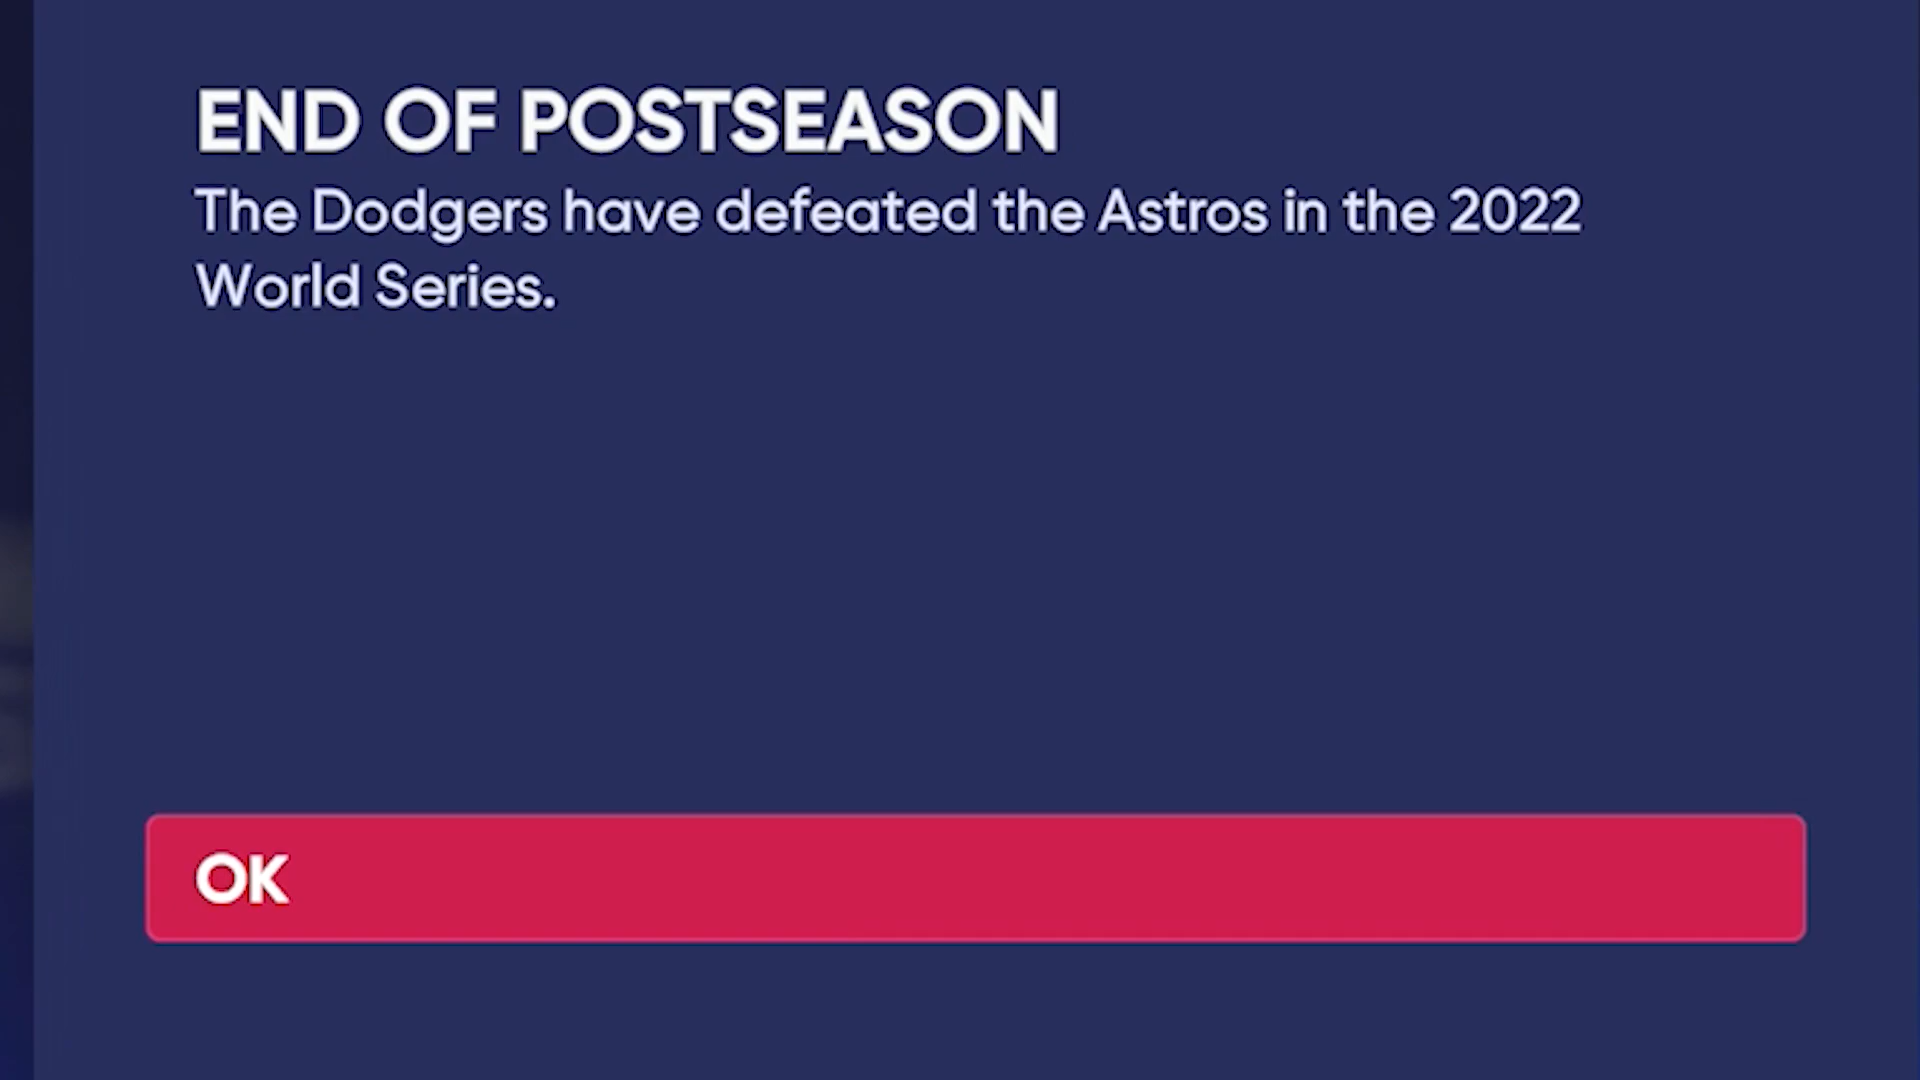 END OF POSTSEASON
The Dodgers have defeated the Astros in the 2022
World Series.
OK